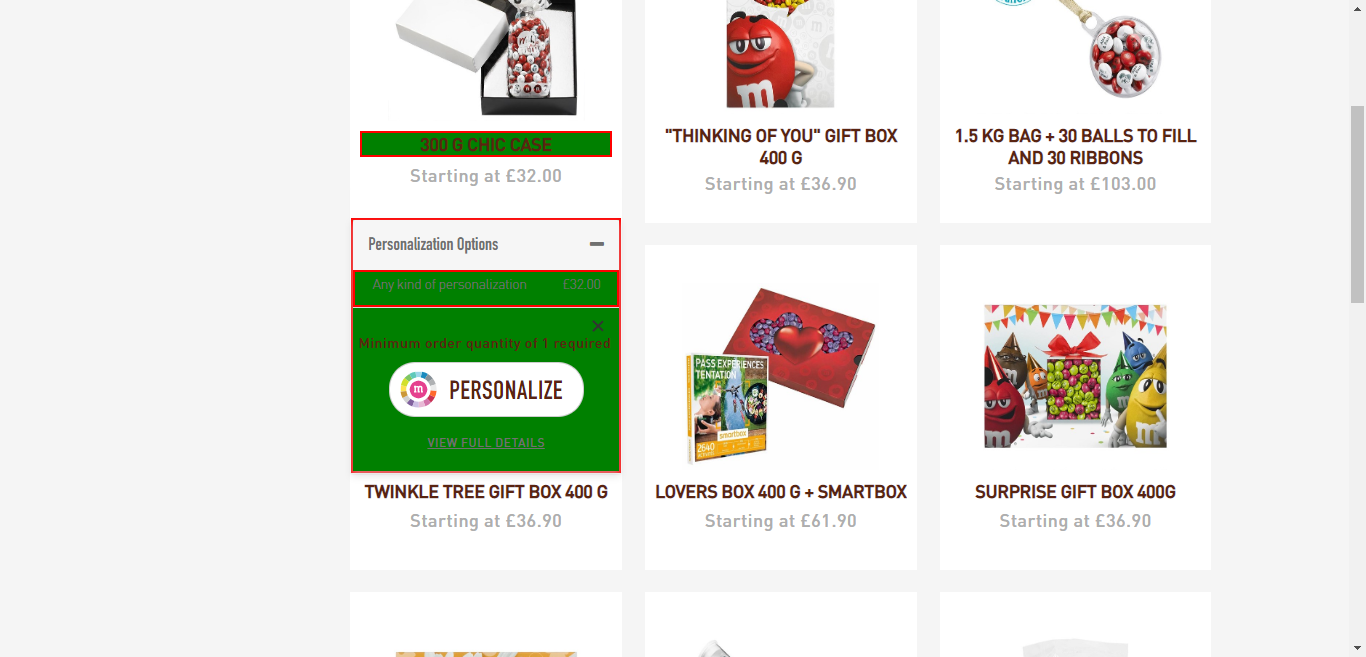 300 G CHIC CASE
Starting at £32.00
"THINKING OF YOU" GIFT BOX
400 G
Starting at £36.90
1.5 KG BAG + 30 BALLS TO FILL
AND 30 RIBBONS
Starting at £103.00
Personalization Options
Any kind of personalization £32.00
Minimum order quantity of 1 required
m PERSONALIZE
VIEW FULL DETAILS
TWINKLE TREE GIFT BOX 400 G
Starting at £36.90
PASS EXPÉRIENCES
TENTATION
smartbox
2640
LOVERS BOX 400 G + SMARTBOX
Starting at £61.90
SURPRISE GIFT BOX 400G
Starting at £36.90